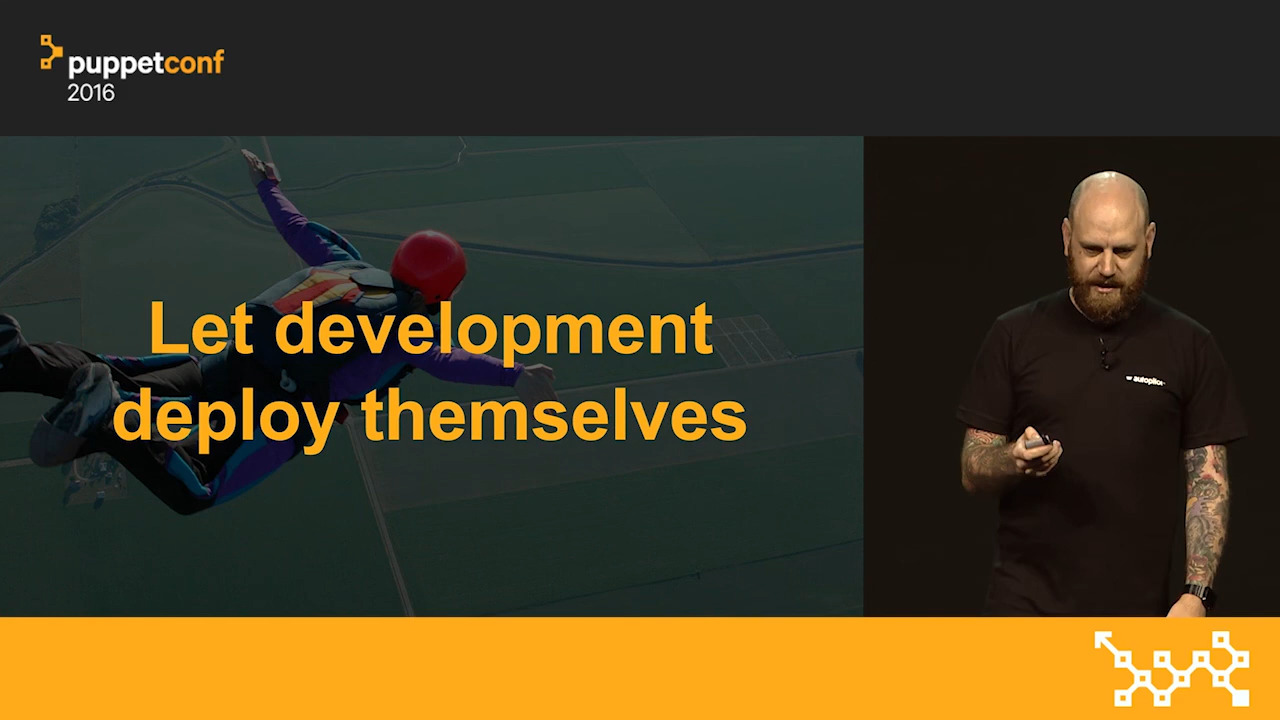 puppetconf
2016
Let development
deploy themselves
autopilot